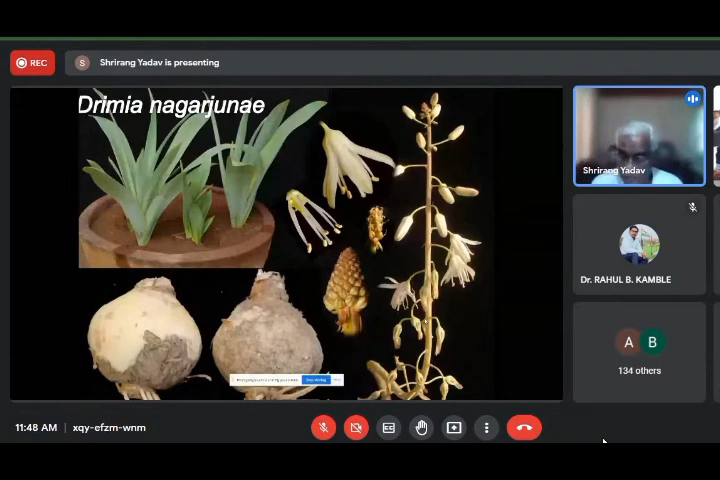 REC
S
Shrirang Yadav is presenting
Drimia nagarjunae
Shrirang Yadav
Dr. RAHUL B. KAMBLE
A B
134 others
11:48 AM | xqy-efzm-wnm